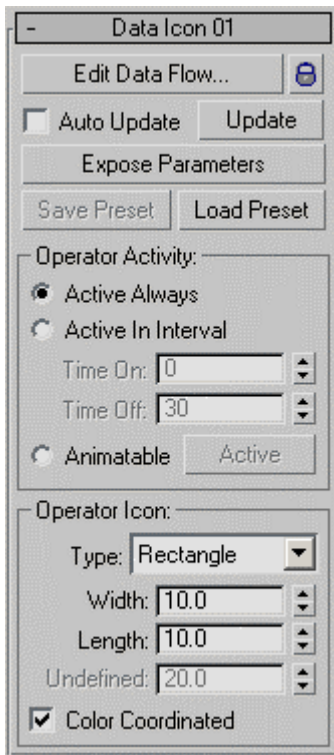 - Data Icon 01
Edit Data Flow...
Auto Update Update
Expose Parameters
Save Preset Load Preset
Operator Activity:
Active Always
Active In Interval
Time On: 0
Time Off: 30
Animatable Active
Operator Icon:
Type: Rectangle
Width: 10.0
Length: 10.0
Undefined: 20.0
Color Coordinated